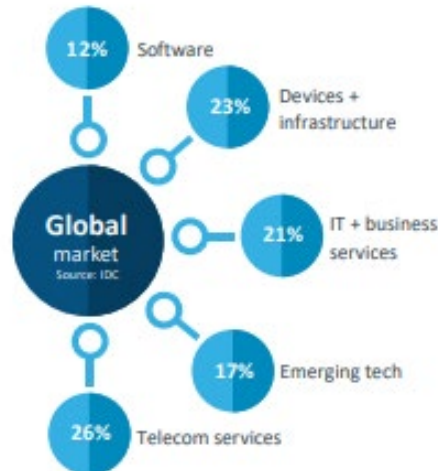 12%
Software
23%
Devices +
infrastructure
Global
market
Source: IDC
21%
IT + business
services
17%
Emerging tech
26%
Telecom services